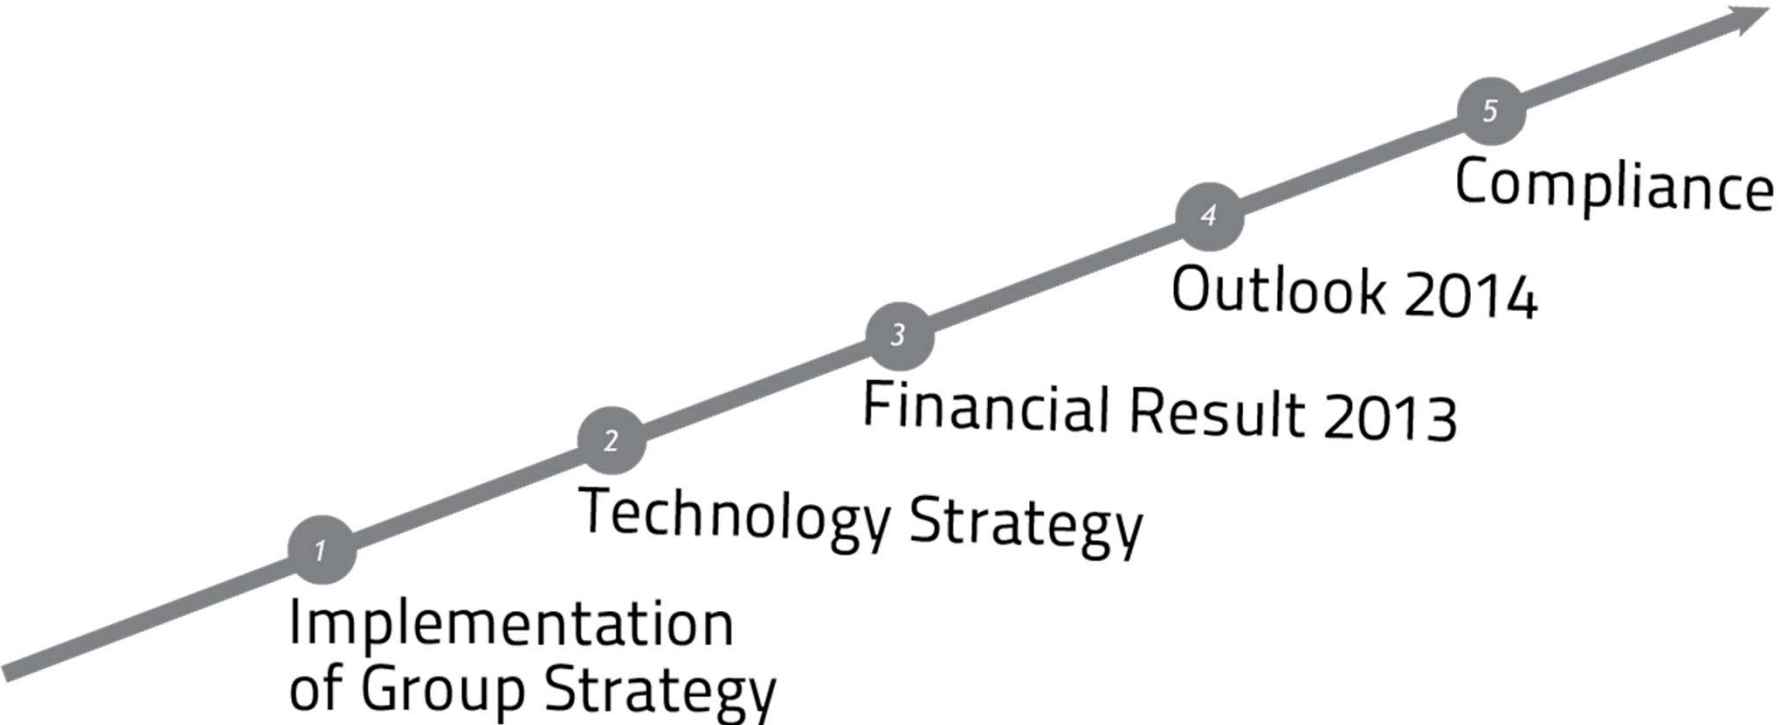 1
Implementation
of Group Strategy
2
Technology Strategy
3
Financial Result 2013
4
Outlook 2014
5
Compliance